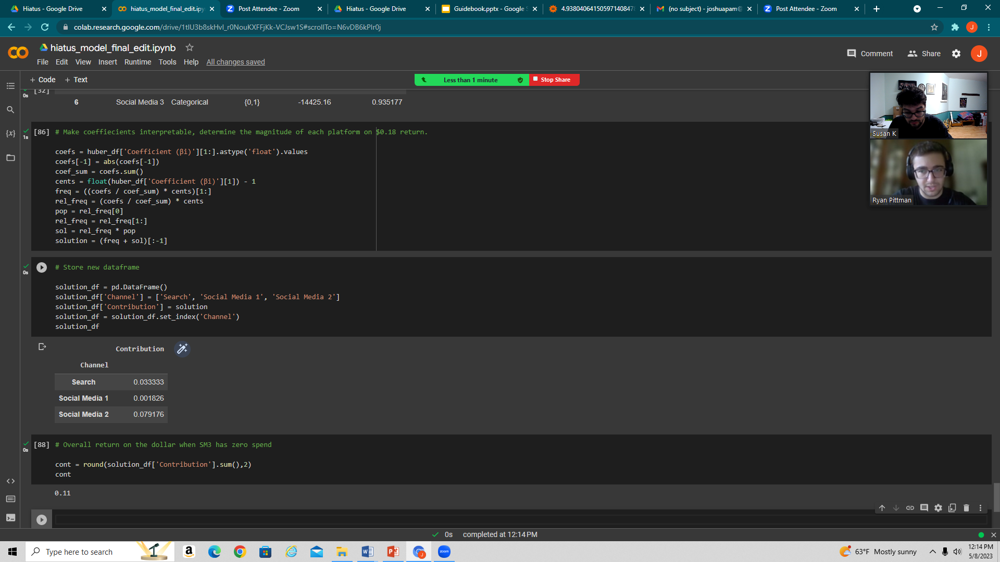 Hiatus - Google Drive
hiatus_model_final_edit.ipy
Post Attendee - Zoom
Hiatus - Google Drive
Guidebook.pptx - Google S
4.938040641505971408478
(no subject) - joshuapam@
Post Attendee - Zoom
colab.research.google.com/drive/1tlU3b8skHvl_r0NouKXFFjKk-VCJsw1S#scrollTo=N6vDB6kPlr0j
J
CO
hiatus_model_final_edit.ipynb
Comment
Share
J
File Edit View Insert Runtime Tools Help All changes saved
+ Code + Text
Less than 1 minute
Stop Share
0s
[32]
6 Social Media 3 Categorical {0,1} -14425.16 0.935177
Susan K
Ryan Pittman
{x}
1s
[86] # Make coeffiecients interpretable, determine the magnitude of each platform on $0.18 return.
coefs = huber_df['Coefficient (βi)'][1:].astype('float').values
coefs[-1] = abs(coefs[-1])
coef_sum = coefs.sum()
cents = float(huber_df['Coefficient (βi)'][1]) - 1
freq = ((coefs / coef_sum) * cents)[1:]
rel_freq = (coefs / coef_sum) * cents
pop = rel_freq[0]
rel_freq = rel_freq[1:]
sol = rel_freq * pop
solution = (freq + sol)[:-1]
0s
# Store new dataframe
solution_df = pd.DataFrame()
solution_df['Channel'] = ['Search', 'Social Media 1', 'Social Media 2']
solution_df['Contribution'] = solution
solution_df = solution_df.set_index('Channel')
solution_df
Contribution
Channel
Search 0.033333
Social Media 1 0.001826
Social Media 2 0.079176
0s
[88] # Overall return on the dollar when SM3 has zero spend
cont = round(solution_df['Contribution'].sum(),2)
cont
0.11
0s completed at 12:14 PM
Type here to search
zoom
63°F Mostly sunny
12:14 PM
5/8/2023